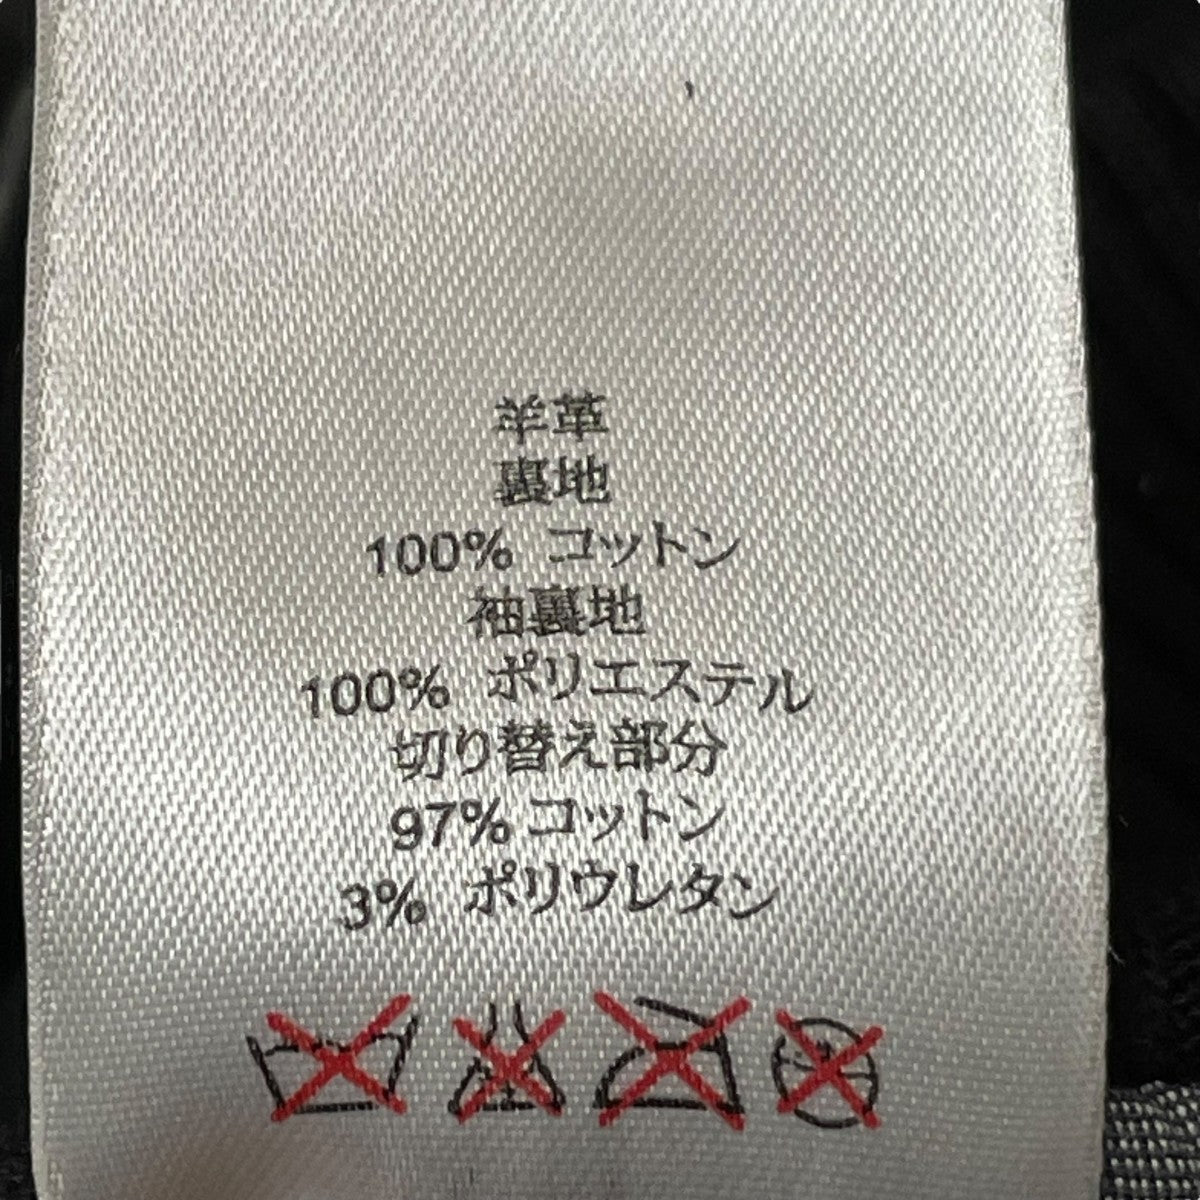 羊革
裏地
100% コットン
袖裏地
100% ポリエステル
切り替え部分
97% コットン
3% ポリウレタン